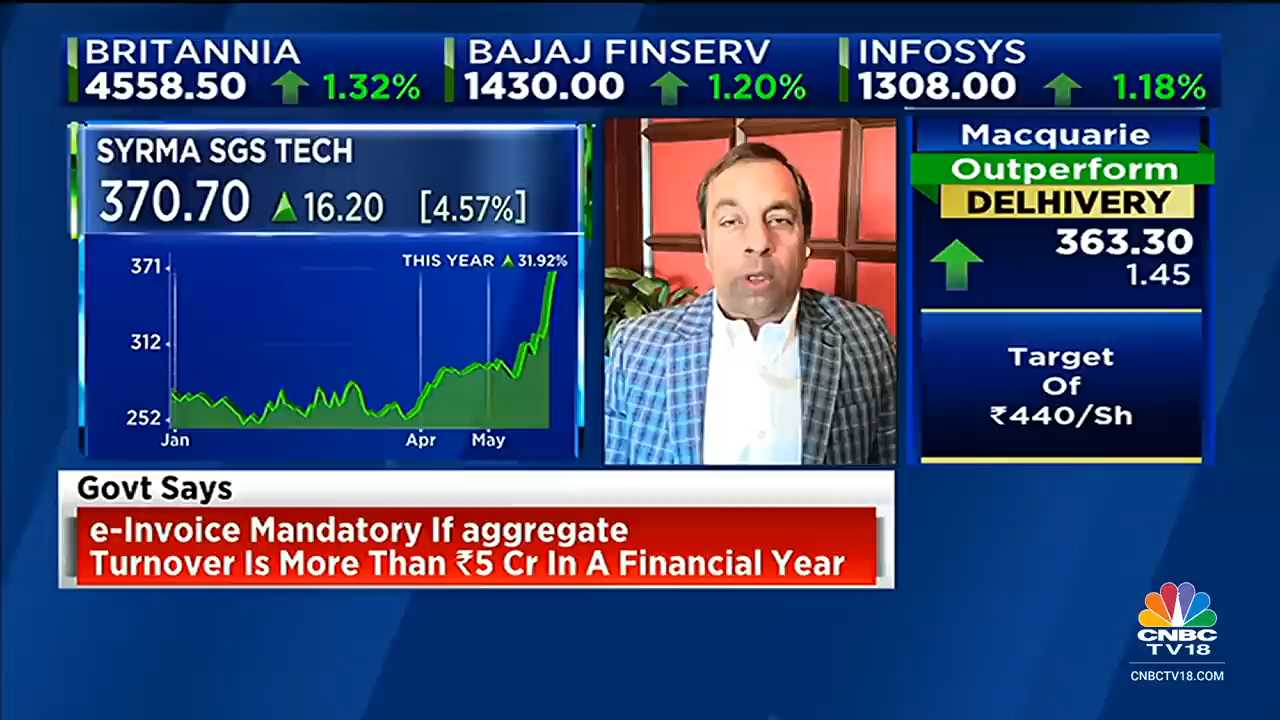 BRITANNIA
4558.50 1.32%
BAJAJ FINSERV
1430.00 1.20%
INFOSYS
1308.00 1.18%
SYRMA SGS TECH
370.70 16.20 [4.57%]
THIS YEAR 31.92%
371
312
252
Jan Apr May
Macquarie
Outperform
DELHIVERY
363.30
1.45
Target
Of
₹440/Sh
Govt Says
e-Invoice Mandatory If aggregate
Turnover Is More Than ₹5 Cr In A Financial Year
CNBC
TV18
CNBCTV18.COM